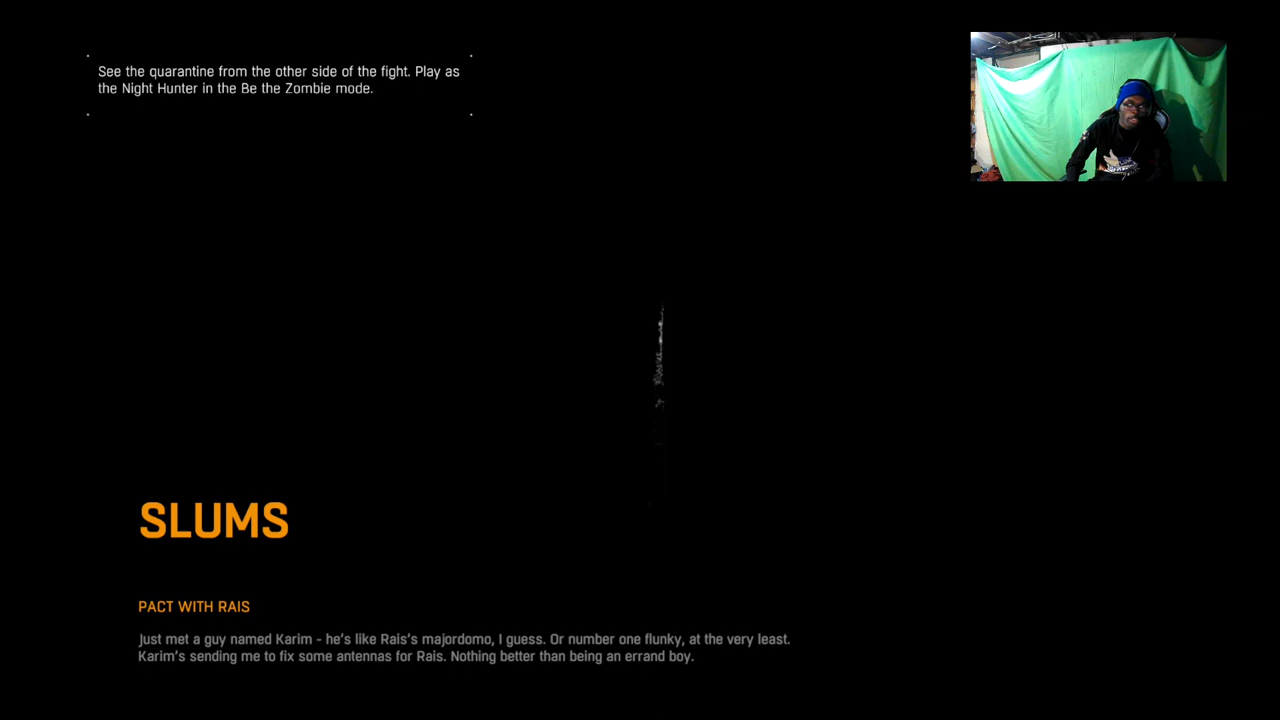 See the quarantine from the other side of the fight. Play as
the Night Hunter in the Be the Zombie mode.
SLUMS
PACT WITH RAIS
Just met a guy named Karim - he's like Rais's majordomo, I guess. Or number one flunky, at the very least.
Karim's sending me to fix some antennas for Rais. Nothing better than being an errand boy.